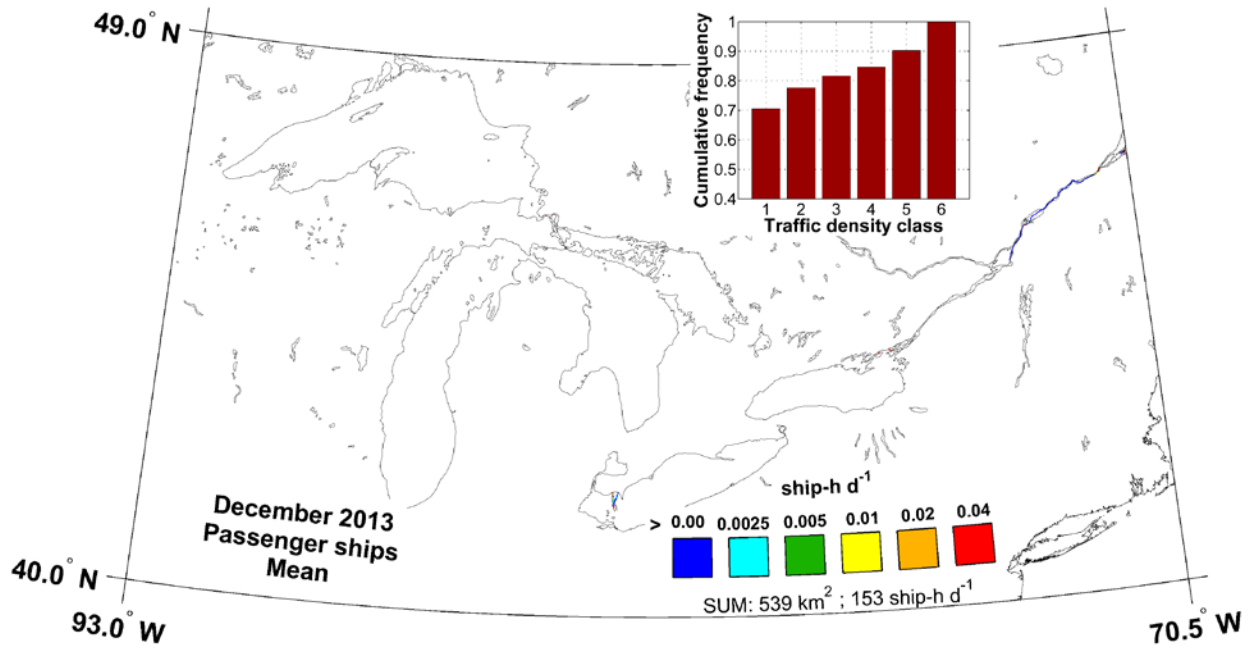 49.0° N
Cumulative frequency
1
0.9
0.8
0.7
0.6
0.5
0.4
1 2 3 4 5 6
Traffic density class
December 2013
Passenger ships
Mean
ship-h d⁻¹
> 0.00 0.0025 0.005 0.01 0.02 0.04
SUM: 539 km² ; 153 ship-h d⁻¹
40.0° N
93.0° W
70.5° W